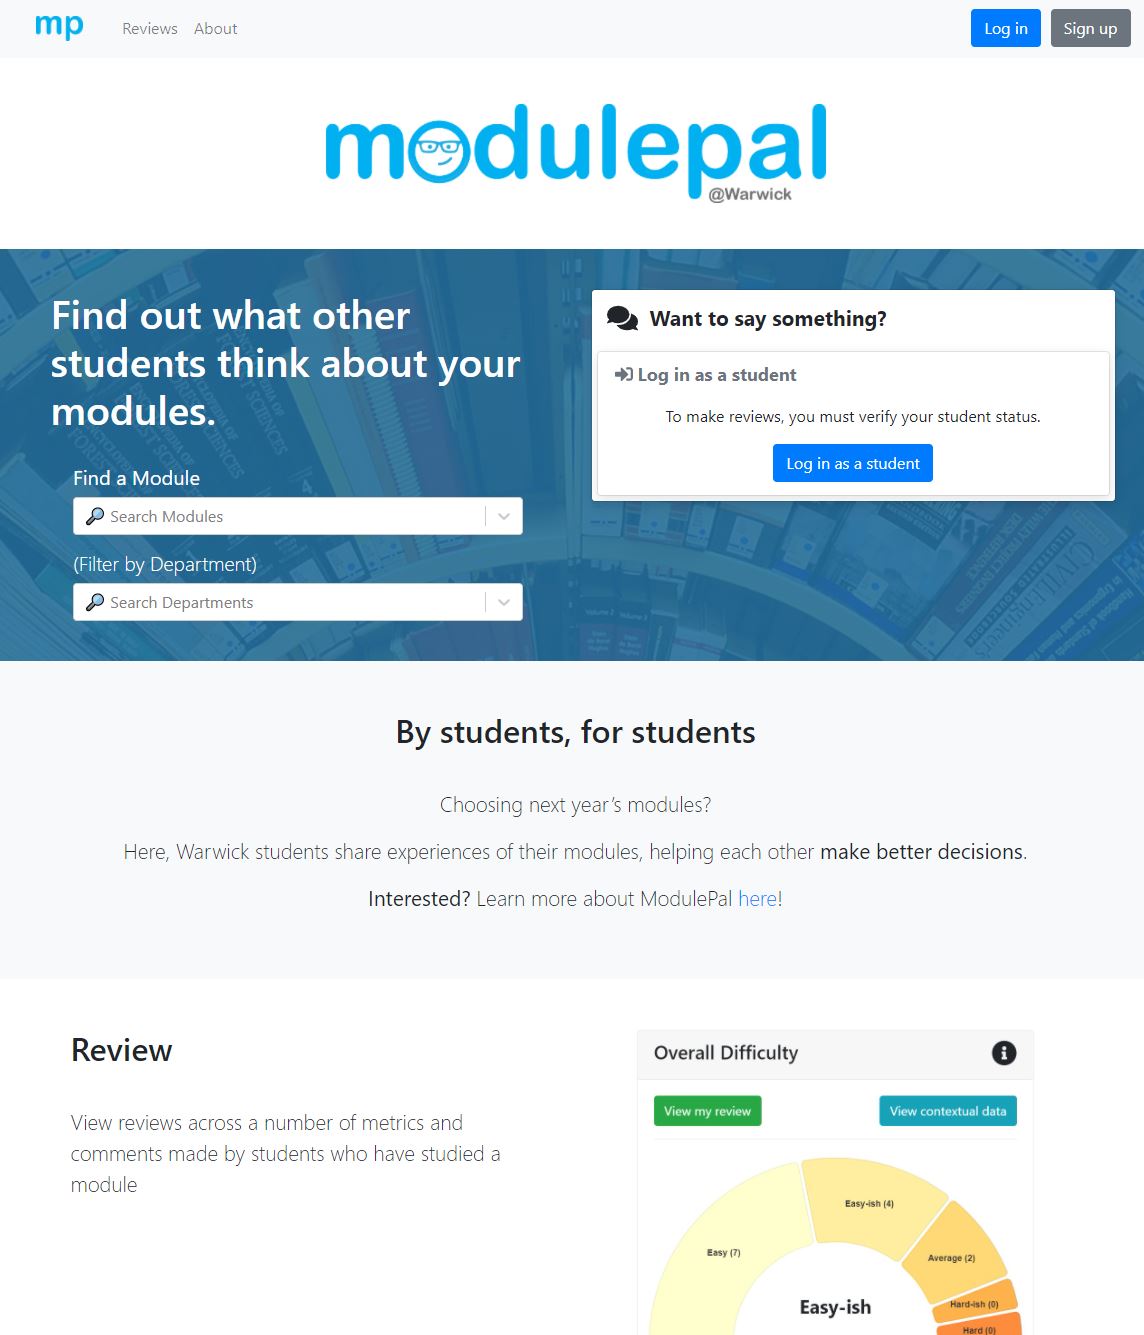 mp
Reviews About
Log in
Sign up
modulepal
@Warwick
Find out what other
students think about your
modules.
Find a Module
Search Modules
(Filter by Department)
Search Departments
Want to say something?
Log in as a student
To make reviews, you must verify your student status.
Log in as a student
By students, for students
Choosing next year’s modules?
Here, Warwick students share experiences of their modules, helping each other make better decisions.
Interested? Learn more about ModulePal here!
Review
View reviews across a number of metrics and
comments made by students who have studied a
module
Overall Difficulty
View my review
View contextual data
Easy-ish (4)
Easy (7)
Average (2)
Hard-ish (0)
Easy-ish
Hard (0)